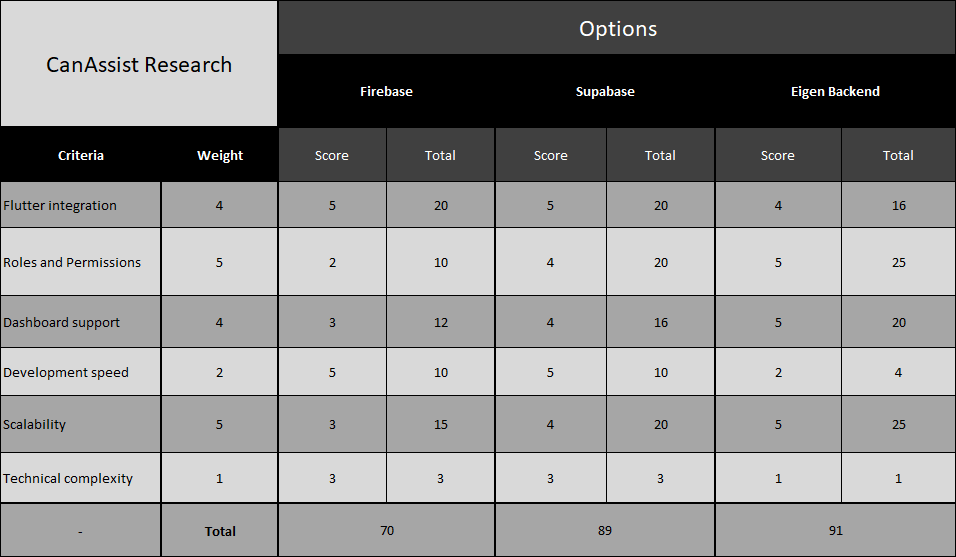 CanAssist Research
Options
Firebase Supabase Eigen Backend
Criteria Weight Score Total Score Total Score Total
Flutter integration 4 5 20 5 20 4 16
Roles and Permissions 5 2 10 4 20 5 25
Dashboard support 4 3 12 4 16 5 20
Development speed 2 5 10 5 10 2 4
Scalability 5 3 15 4 20 5 25
Technical complexity 1 3 3 3 3 1 1
- Total 70 89 91